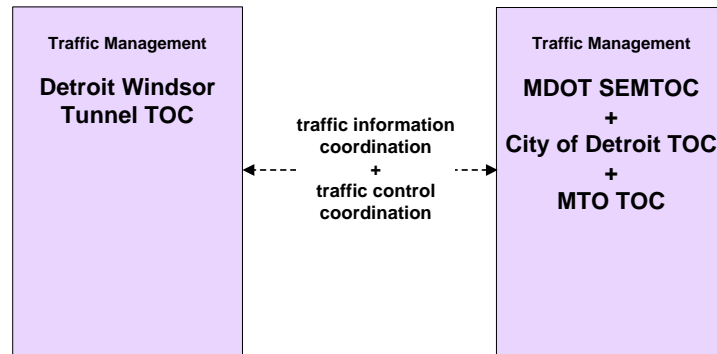 Traffic Management
Detroit Windsor
Tunnel TOC
traffic information
coordination
+
traffic control
coordination
Traffic Management
MDOT SEMTOC
+
City of Detroit TOC
+
MTO TOC